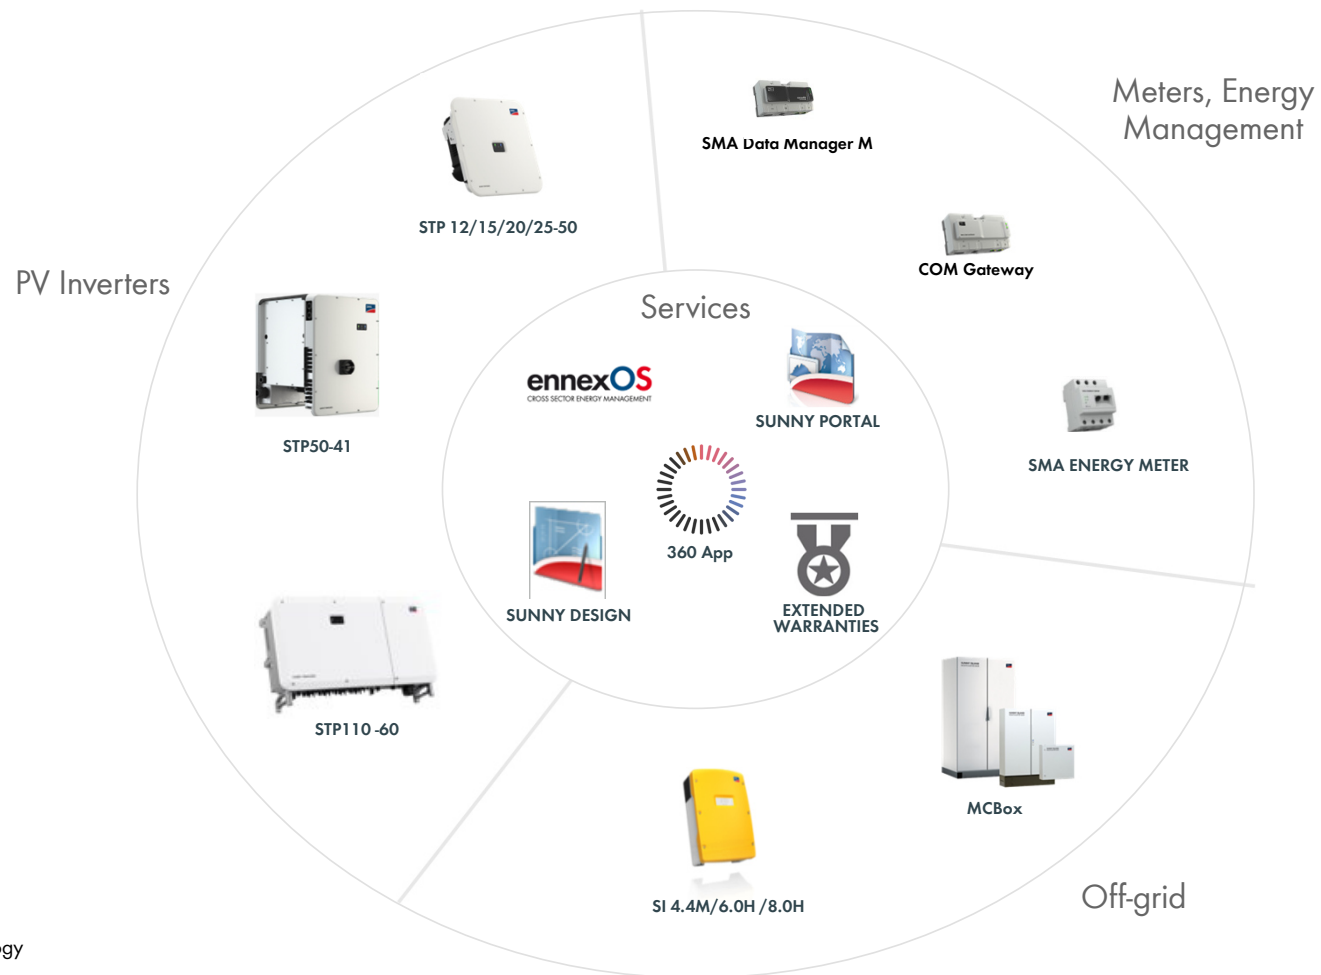 Meters, Energy
Management
SMA Data Manager M
STP 12/15/20/25-50
COM Gateway
PV Inverters
Services
ennexOS
CROSS SECTOR ENERGY MANAGEMENT
SUNNY PORTAL
STP50-41
SMA ENERGY METER
360 App
SUNNY DESIGN
EXTENDED
WARRANTIES
STP110 -60
MCBox
SI 4.4M/6.0H /8.0H
Off-grid
ogy